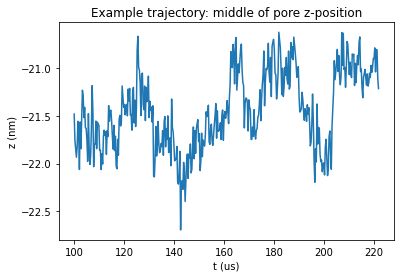 Example trajectory: middle of pore z-position
z (nm)
−21.0
−21.5
−22.0
−22.5
100 120 140 160 180 200 220
t (us)